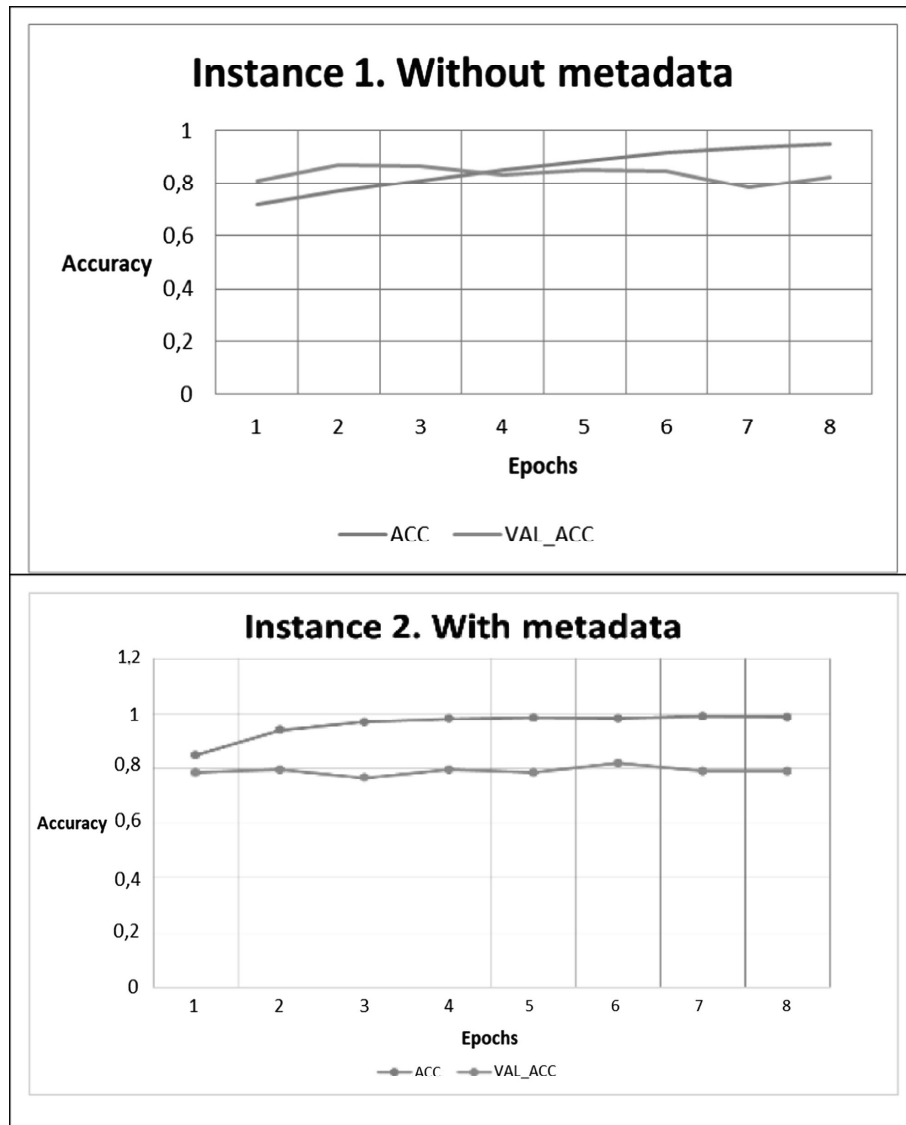 Instance 1. Without metadata
1
0,8
0,6
Accuracy
0,4
0,2
0
1 2 3 4 5 6 7 8
Epochs
ACC VAL_ACC
Instance 2. With metadata
1,2
1
0,8
Accuracy
0,6
0,4
0,2
0
1 2 3 4 5 6 7 8
Epochs
ACC VAL_ACC